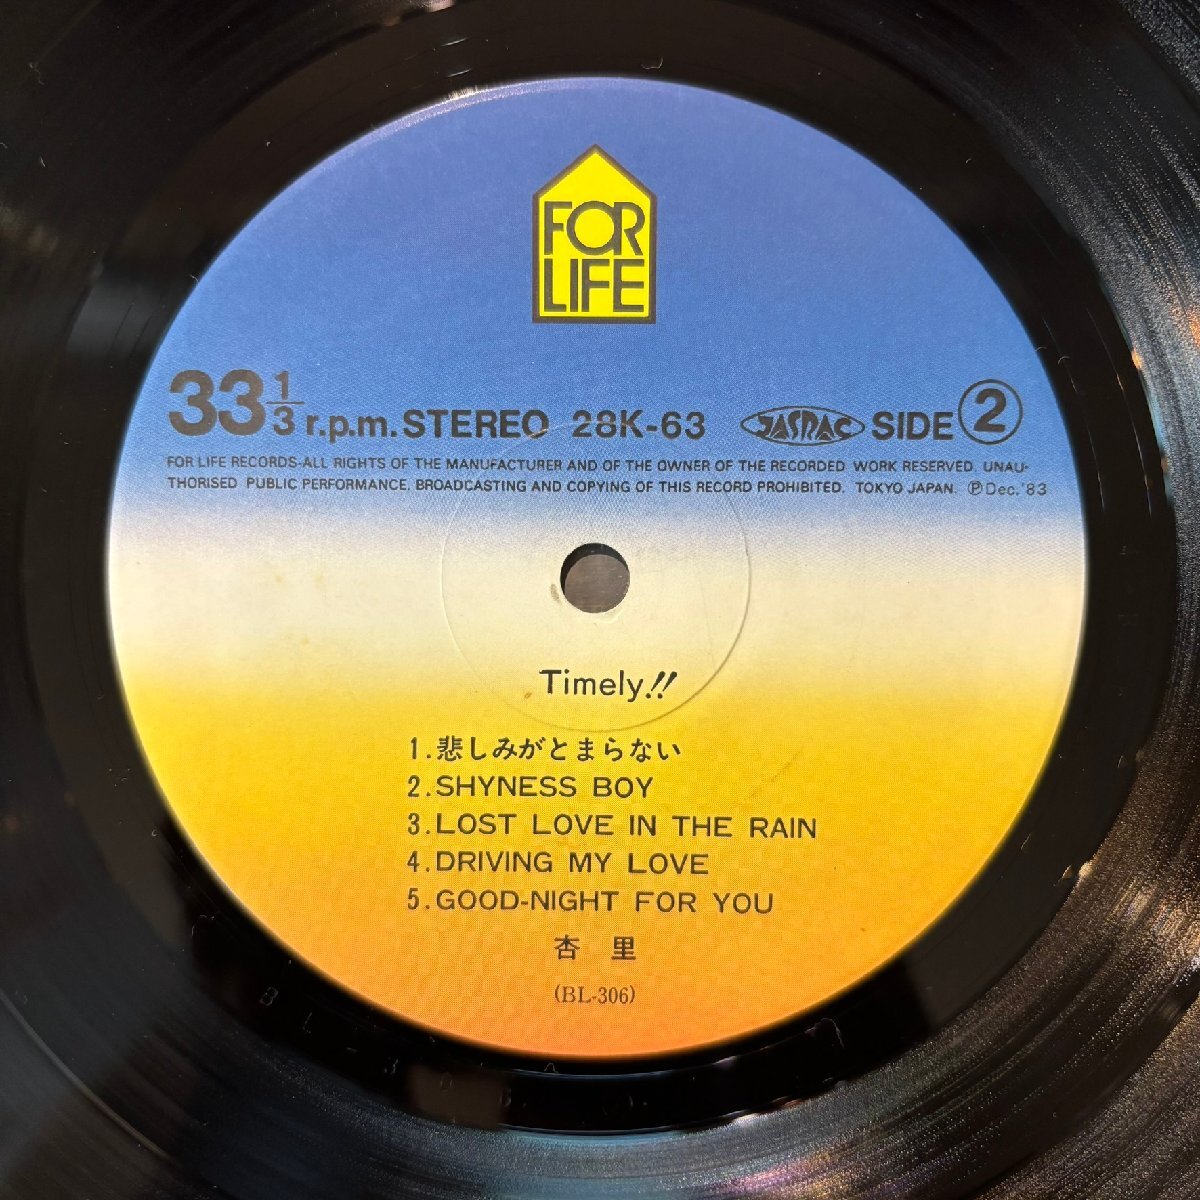 FOR
LIFE
33 1/3 r.p.m. STEREO 28K-63 JASRAC SIDE ②
FOR LIFE RECORDS-ALL RIGHTS OF THE MANUFACTURER AND OF THE OWNER OF THE RECORDED WORK RESERVED. UNAU-
THORISED PUBLIC PERFORMANCE, BROADCASTING AND COPYING OF THIS RECORD PROHIBITED. TOKYO JAPAN. ℗ Dec.'83
Timely!!
1.悲しみがとまらない
2.SHYNESS BOY
3.LOST LOVE IN THE RAIN
4.DRIVING MY LOVE
5.GOOD-NIGHT FOR YOU
杏里
(BL-306)